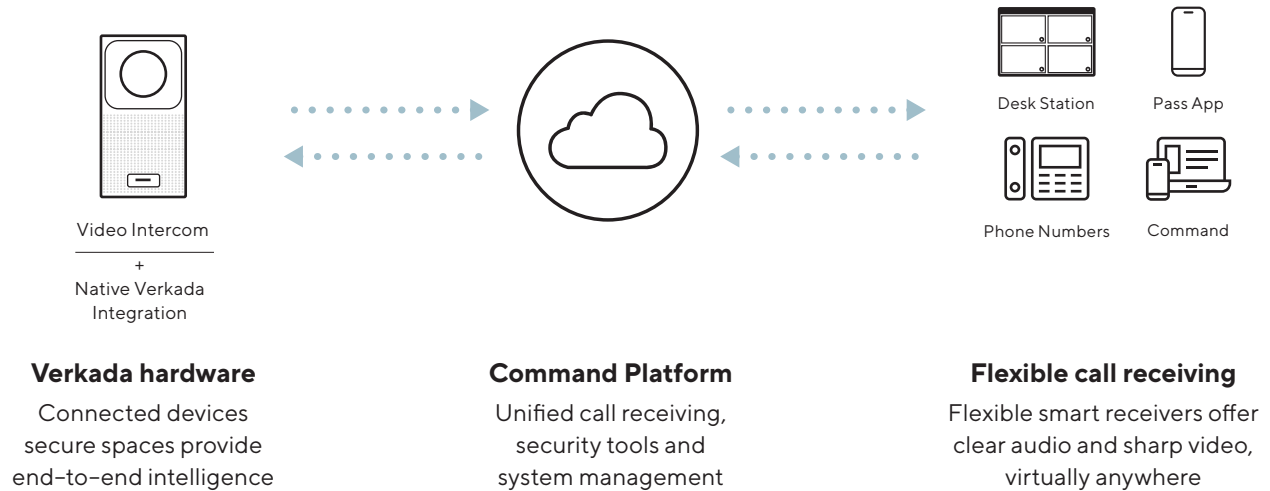 Desk Station
Pass App
Video Intercom
+
Native Verkada
Integration
Phone Numbers
Command
Verkada hardware
Connected devices
secure spaces provide
end-to-end intelligence
Command Platform
Unified call receiving,
security tools and
system management
Flexible call receiving
Flexible smart receivers offer
clear audio and sharp video,
virtually anywhere